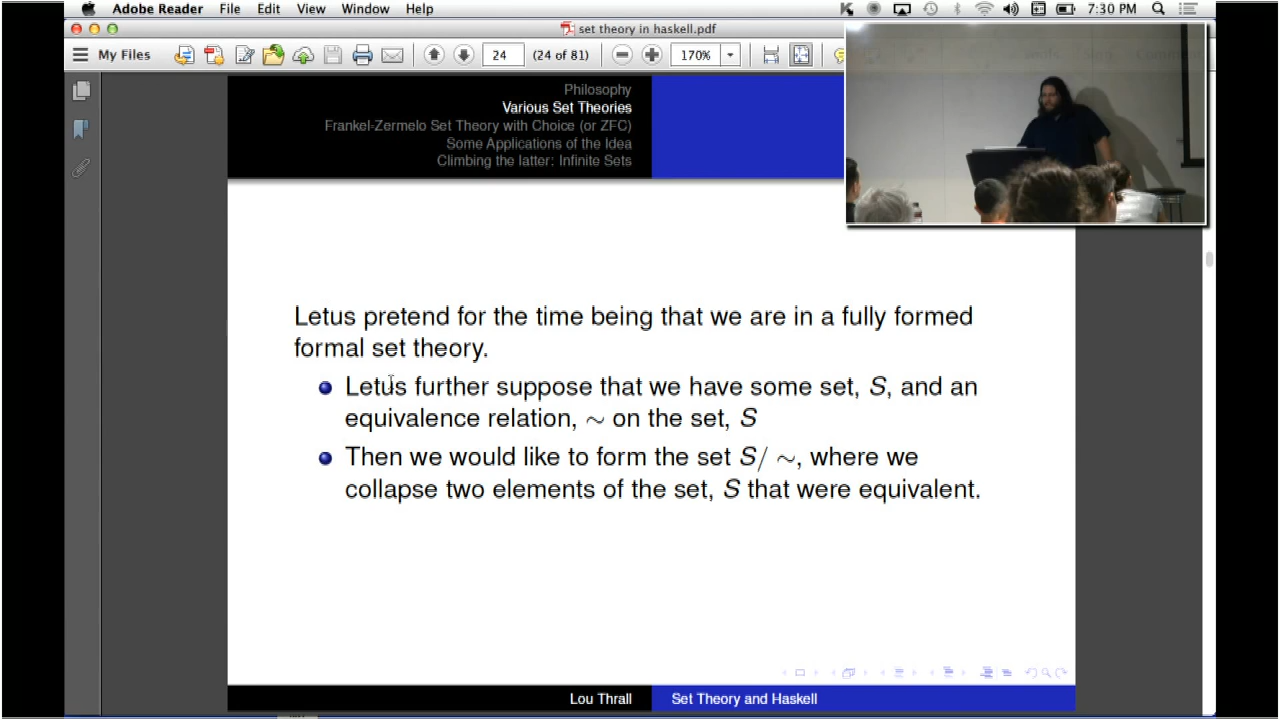 Adobe Reader File Edit View Window Help 7:30 PM
set theory in haskell.pdf
My Files 24 (24 of 81) 170%
Philosophy
Various Set Theories
Frankel-Zermelo Set Theory with Choice (or ZFC)
Some Applications of the Idea
Climbing the latter: Infinite Sets
Letus pretend for the time being that we are in a fully formed
formal set theory.
Letus further suppose that we have some set, S, and an
equivalence relation, ∼ on the set, S
Then we would like to form the set S/ ∼, where we
collapse two elements of the set, S that were equivalent.
Lou Thrall Set Theory and Haskell